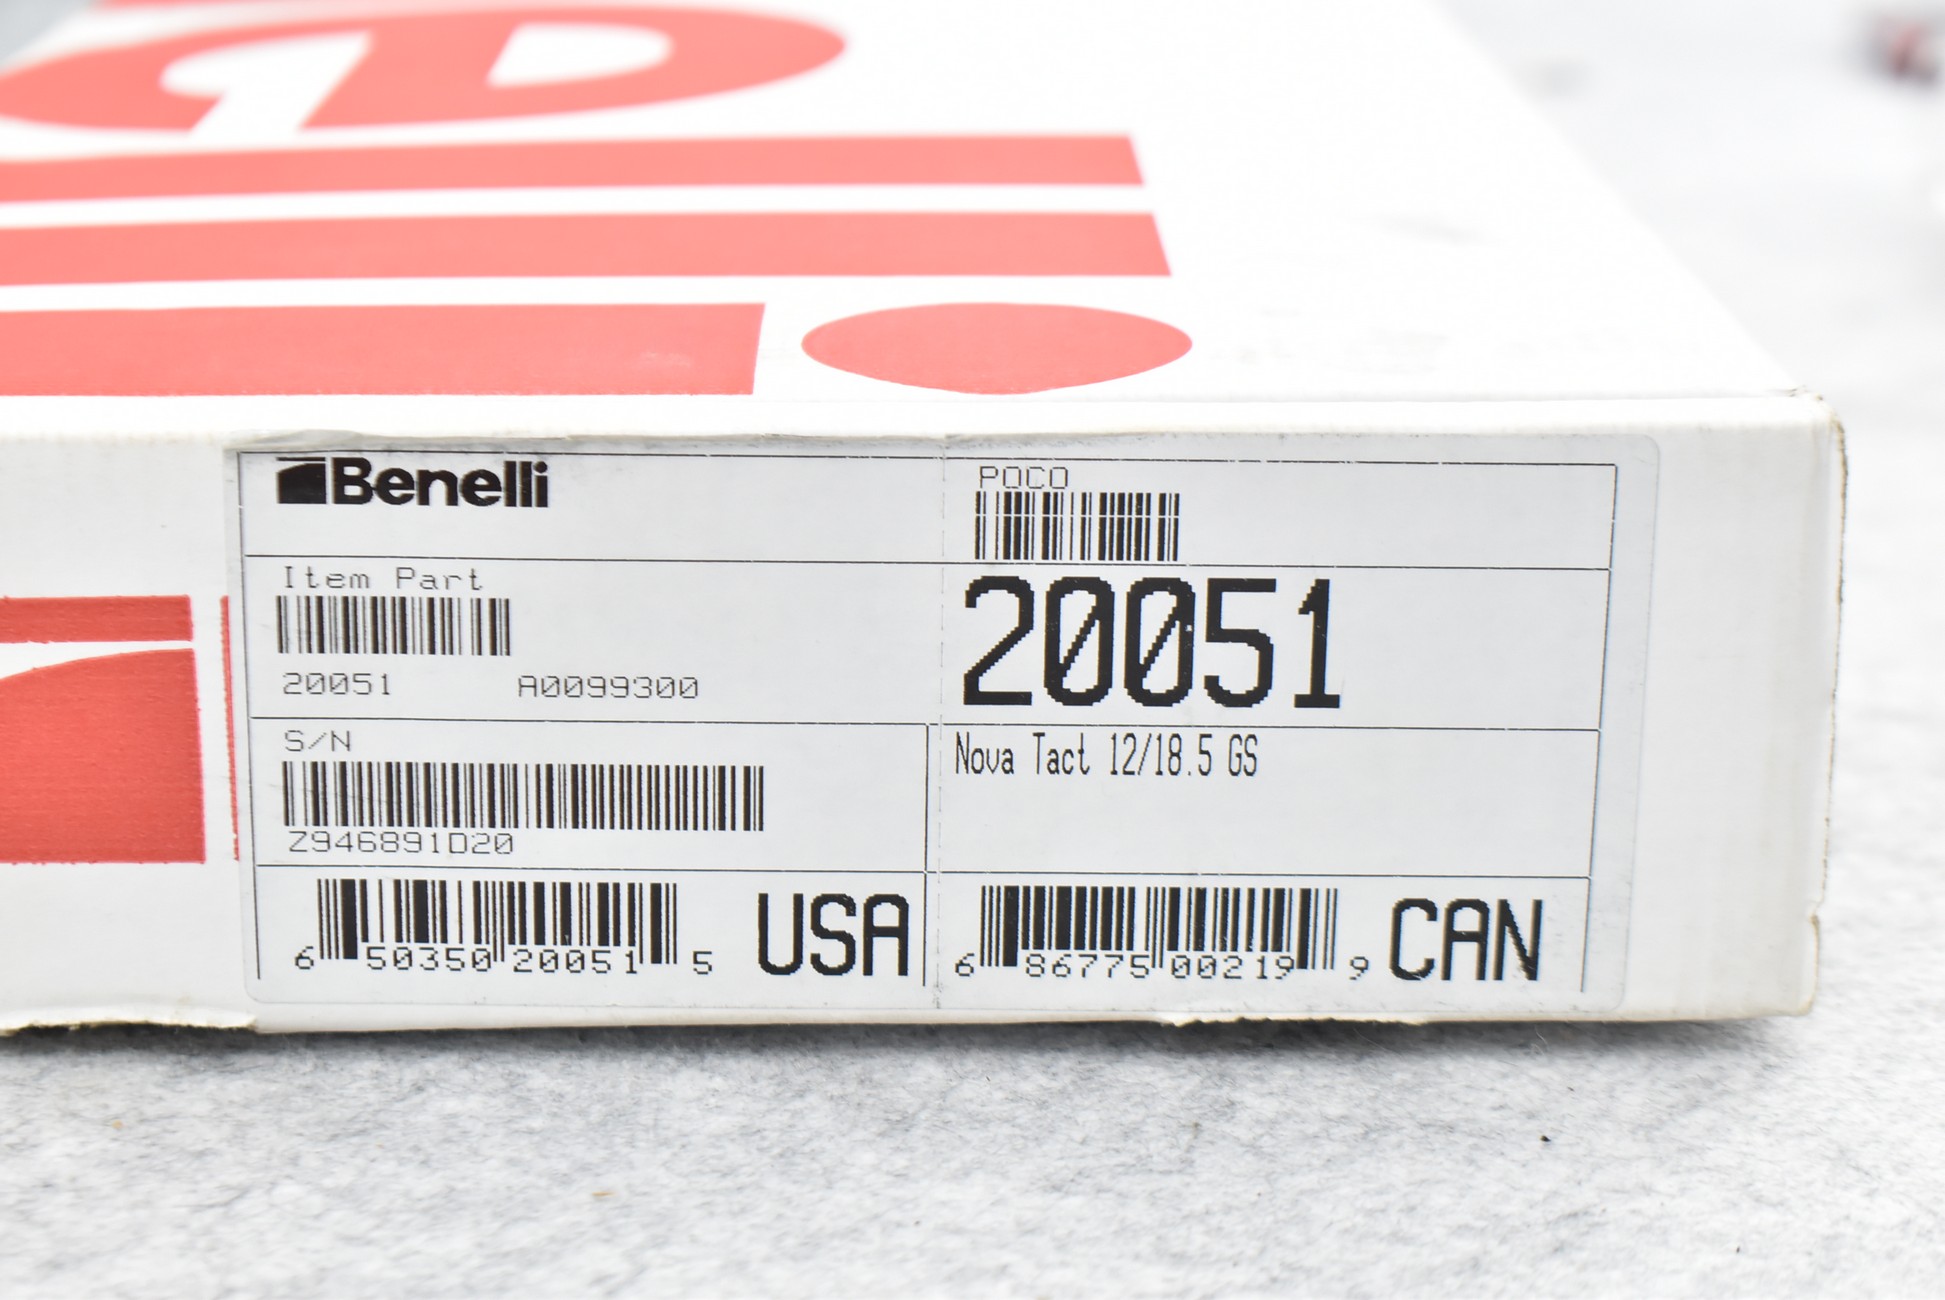 Benelli
POCO
Item Part
20051 A0099300
20051
S/N
Z946891D20
Nova Tact 12/18.5 GS
6 50350 20051 5 USA
6 86775 00219 9 CAN